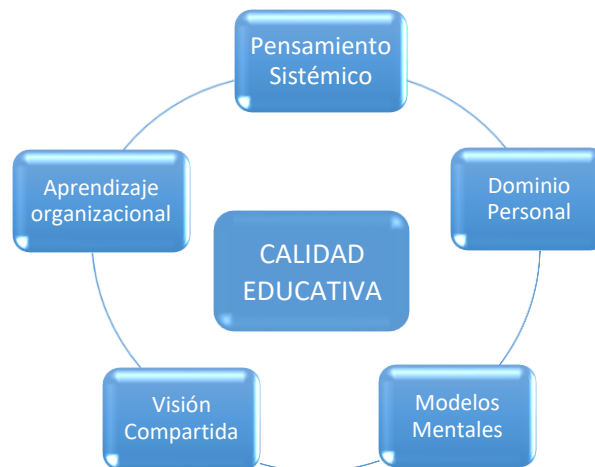 Pensamiento
Sistémico
Dominio
Personal
Modelos
Mentales
Visión
Compartida
Aprendizaje
organizacional
CALIDAD
EDUCATIVA